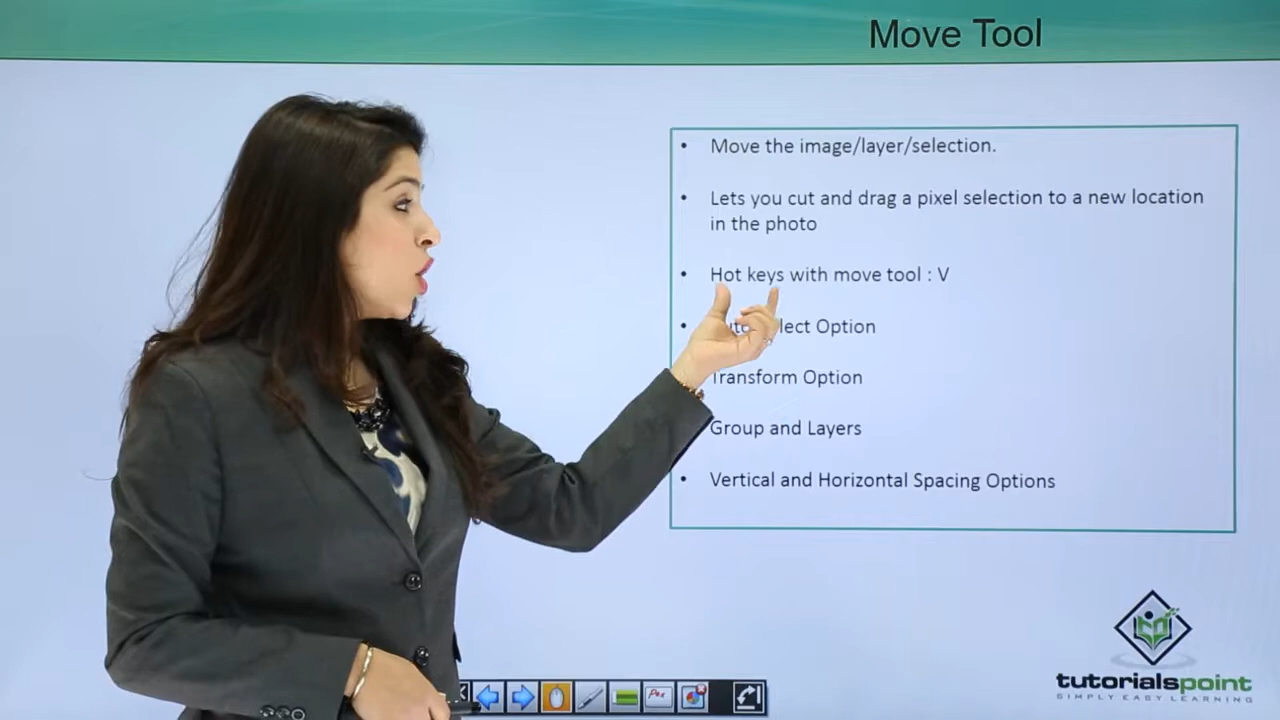 Move Tool
• Move the image/layer/selection.
• Lets you cut and drag a pixel selection to a new location
in the photo
• Hot keys with move tool : V
• Option
Transform Option
Group and Layers
• Vertical and Horizontal Spacing Options
Pen
tutorialspoint
SIMPLY EASY LEARNING